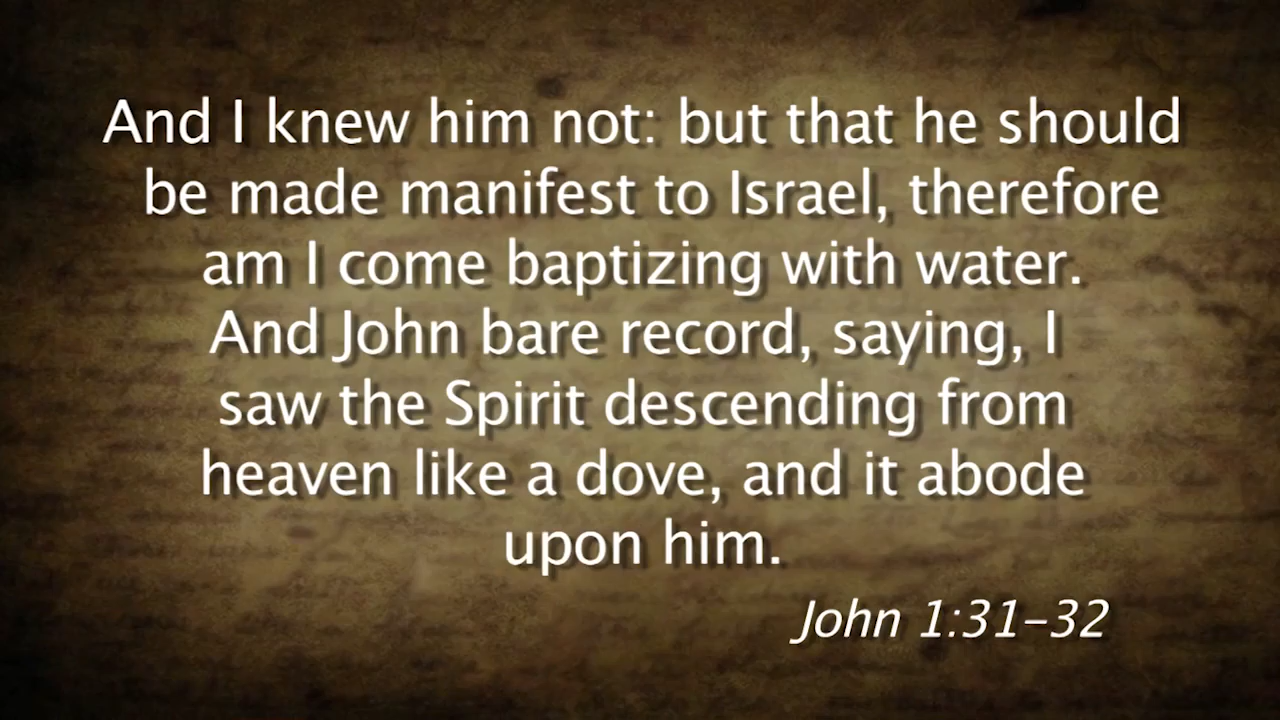 And I knew him not: but that he should
be made manifest to Israel, therefore
am I come baptizing with water.
And John bare record, saying, I
saw the Spirit descending from
heaven like a dove, and it abode
upon him.
John 1:31–32